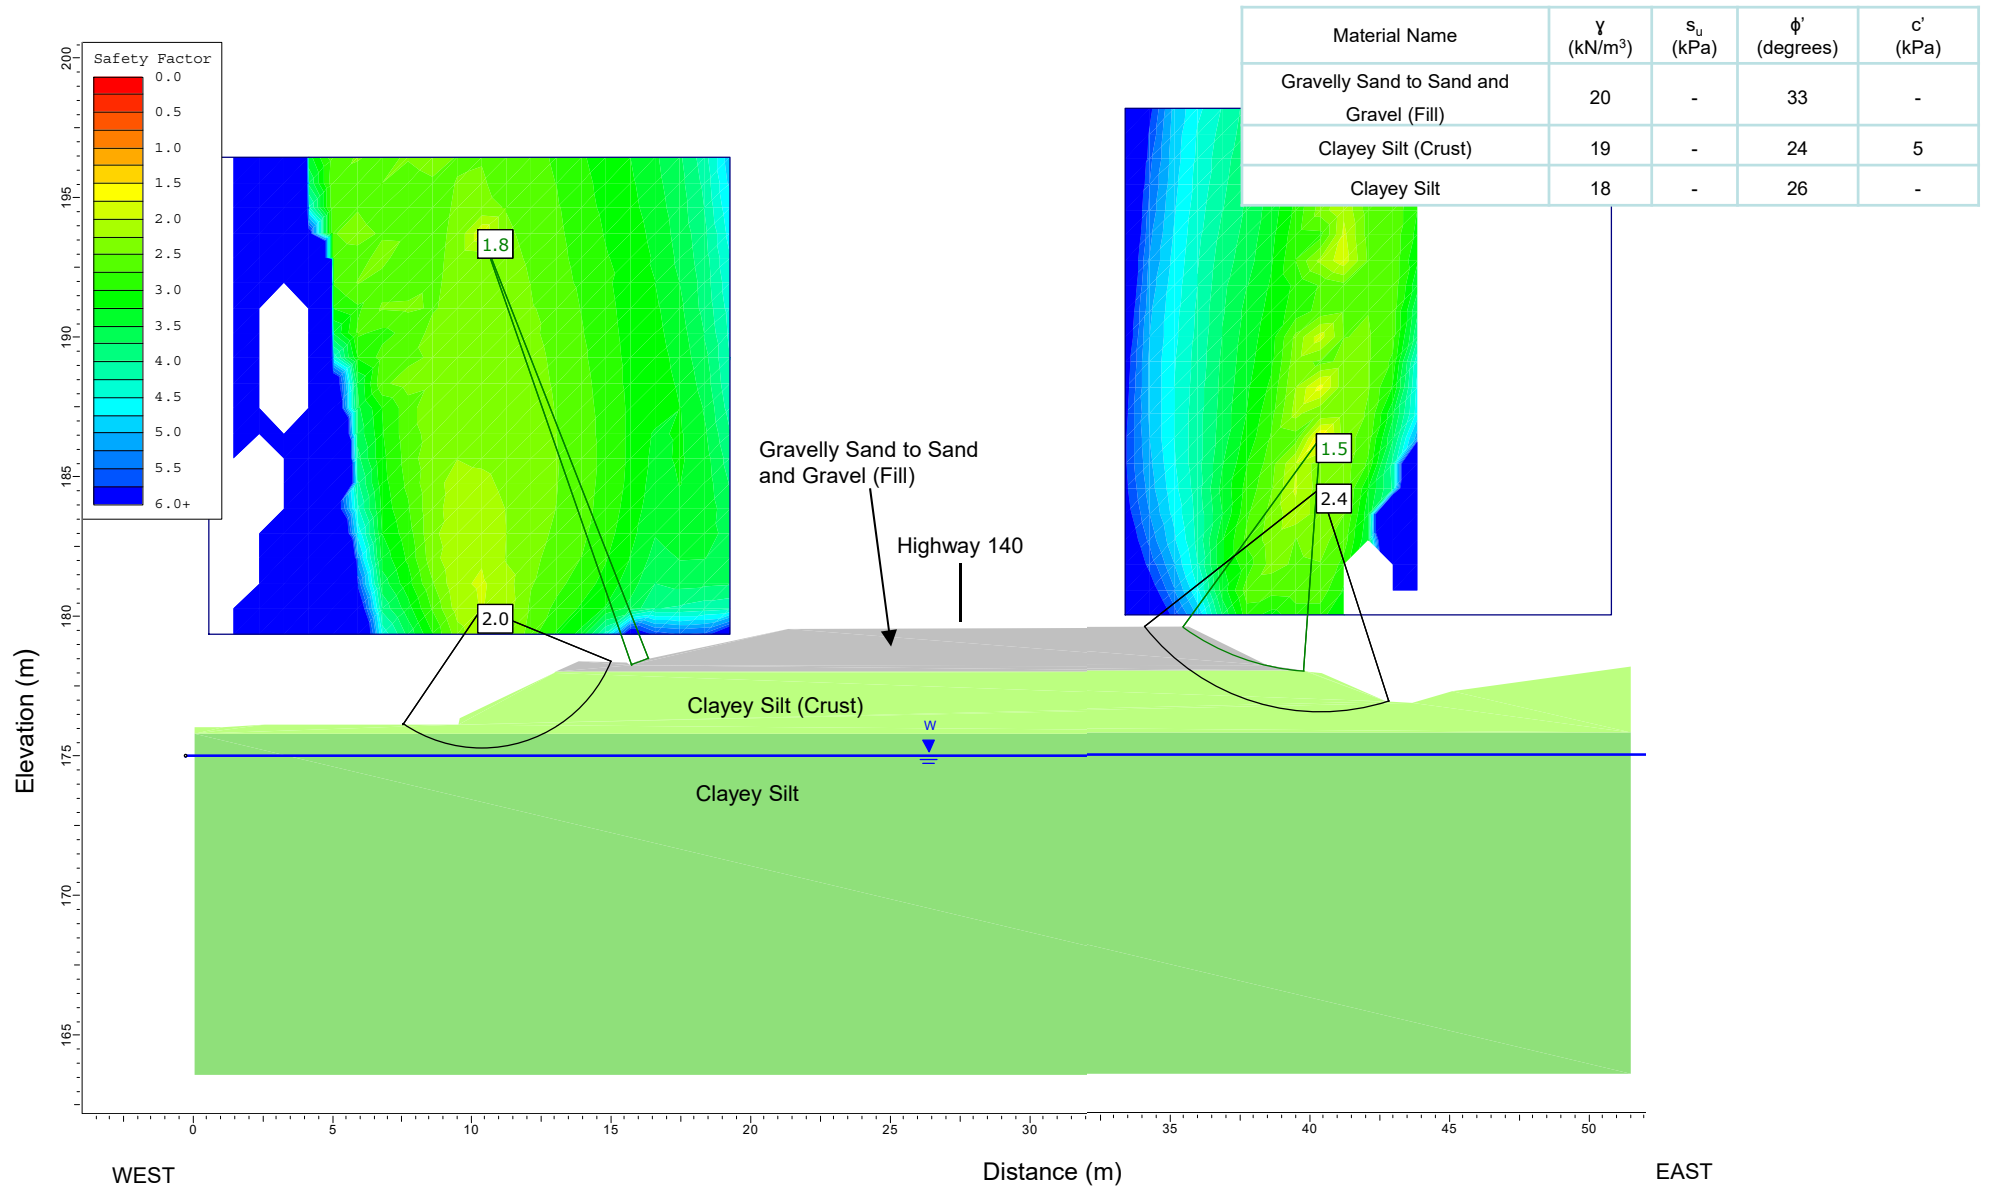 Material Name
ɣ
(kN/m³)
sᵤ
(kPa)
ϕ’
(degrees)
c’
(kPa)
Gravelly Sand to Sand and
Gravel (Fill)
20
-
33
-
Clayey Silt (Crust)
19
-
24
5
Clayey Silt
18
-
26
-
Safety Factor
0.0
0.5
1.0
1.5
2.0
2.5
3.0
3.5
4.0
4.5
5.0
5.5
6.0+
200
195
190
185
180
175
170
165
Elevation (m)
1.8
2.0
1.5
2.4
Gravelly Sand to Sand
and Gravel (Fill)
Highway 140
Clayey Silt (Crust)
W
Clayey Silt
0
5
10
15
20
25
30
35
40
45
50
WEST
Distance (m)
EAST